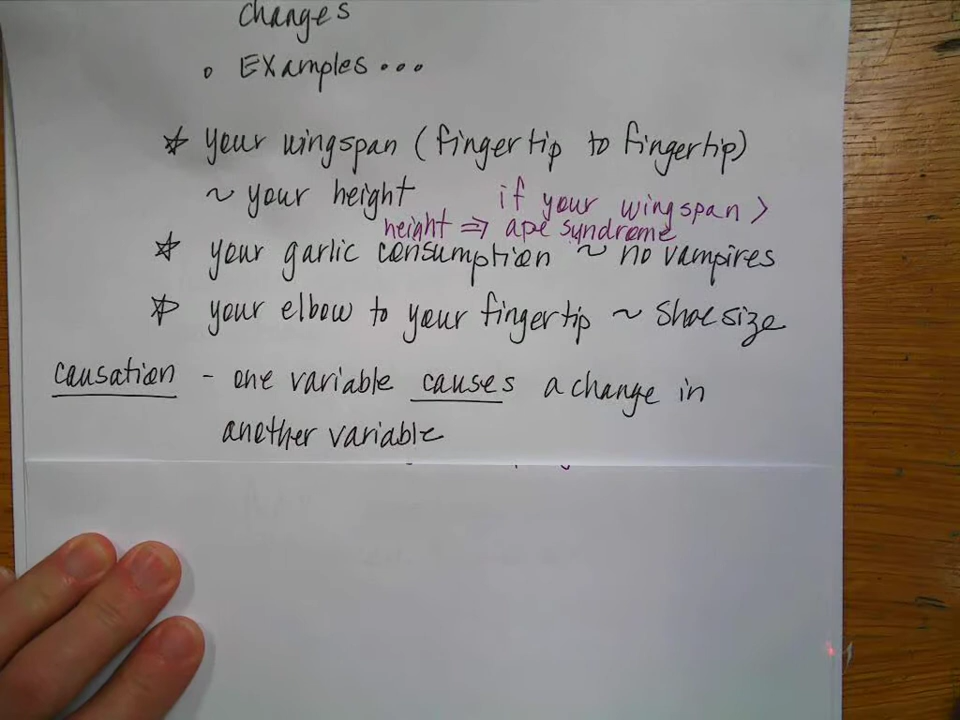 changes
◦ Examples...
☆ your wingspan (fingertip to fingertip)
~ your height if your wingspan >
height ⇒ ape syndrome
☆ your garlic consumption ~ no vampires
☆ your elbow to your fingertip ~ shoe size
causation - one variable causes a change in
another variable